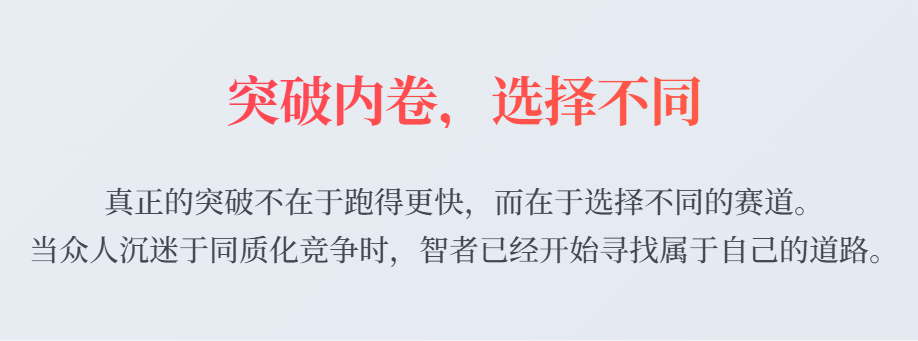 突破内卷，选择不同
真正的突破不在于跑得更快，而在于选择不同的赛道。
当众人沉迷于同质化竞争时，智者已经开始寻找属于自己的道路。